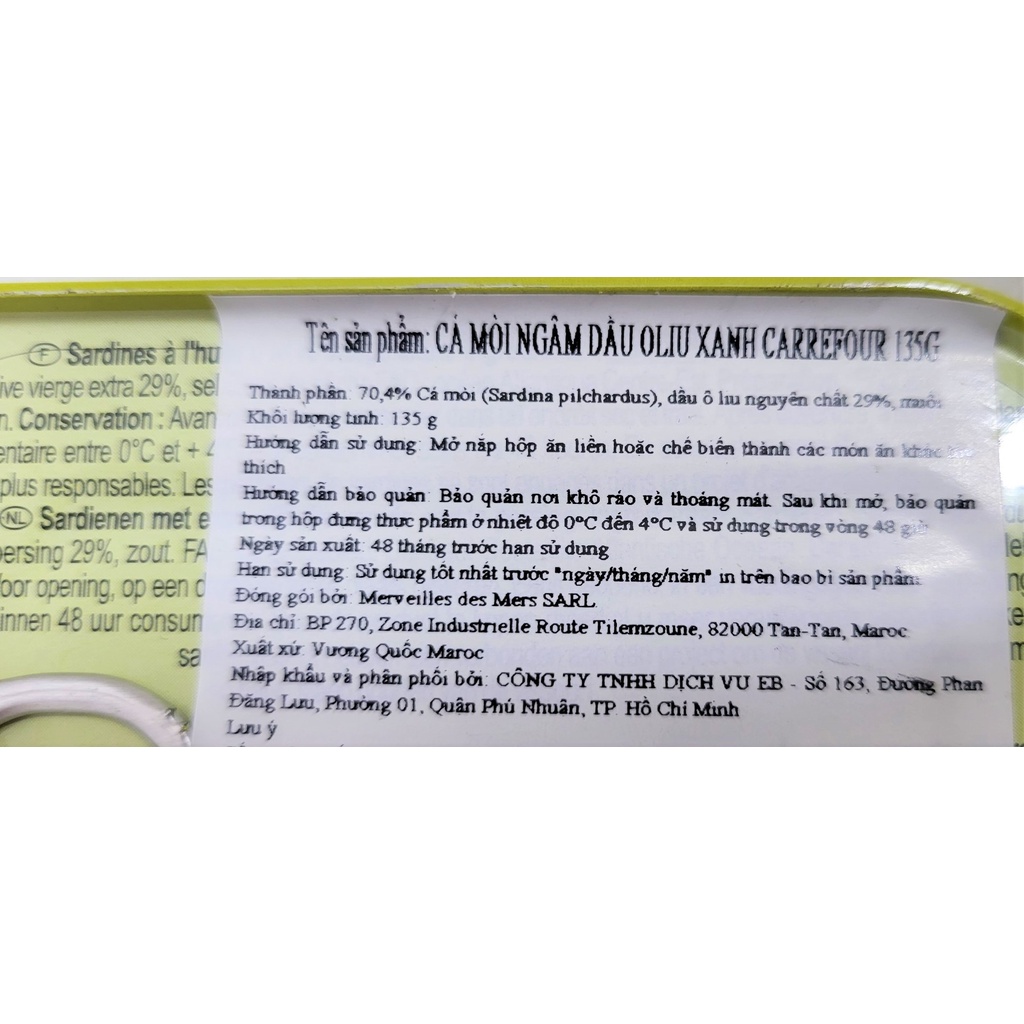 Tên sản phẩm: CÁ MÒI NGÂM DẦU OLIU XANH CARREFOUR 135G
Thành phần: 70,4% Cá mòi (Sardina pilchardus), dầu ô liu nguyên chất 29%, muối
Khối lượng tịnh: 135 g
Hướng dẫn sử dụng: Mở nắp hộp ăn liền hoặc chế biến thành các món ăn khác
thích
Hướng dẫn bảo quản: Bảo quản nơi khô ráo và thoáng mát. Sau khi mở, bảo quản
trong hộp đựng thực phẩm ở nhiệt độ 0°C đến 4°C và sử dụng trong vòng 48 giờ
Ngày sản xuất: 48 tháng trước hạn sử dụng
Hạn sử dụng: Sử dụng tốt nhất trước "ngày/tháng/năm" in trên bao bì sản phẩm.
Đóng gói bởi: Merveilles des Mers SARL.
Địa chỉ: BP 270, Zone Industrielle Route Tilemzoune, 82000 Tan-Tan, Maroc
Xuất xứ: Vương Quốc Maroc
Nhập khẩu và phân phối bởi: CÔNG TY TNHH DỊCH VỤ EB - Số 163, Đường Phan
Đăng Lưu, Phường 01, Quận Phú Nhuận, TP. Hồ Chí Minh
Lưu ý
F Sardines à l'hu
ive vierge extra 29%, sel
n. Conservation : Avan
entaire entre 0°C et + 4
plus responsables. Les
NL Sardienen met e
ersing 29%, zout. FA
oor opening, op een d
innen 48 uur consum
sa